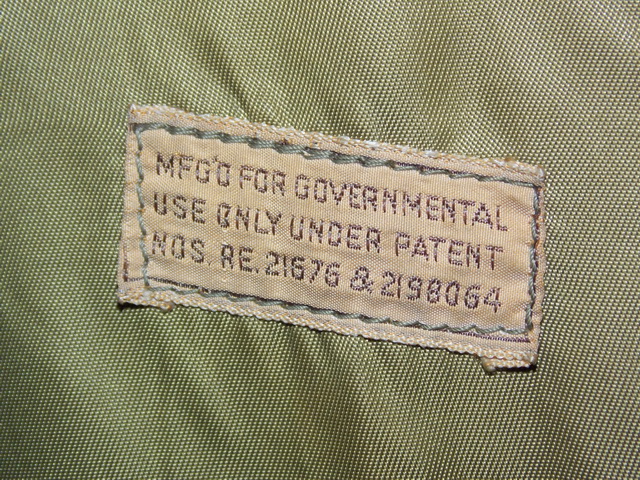 MFG'D FOR GOVERNMENTAL
USE ONLY UNDER PATENT
NOS. RE. 21676 & 2198064